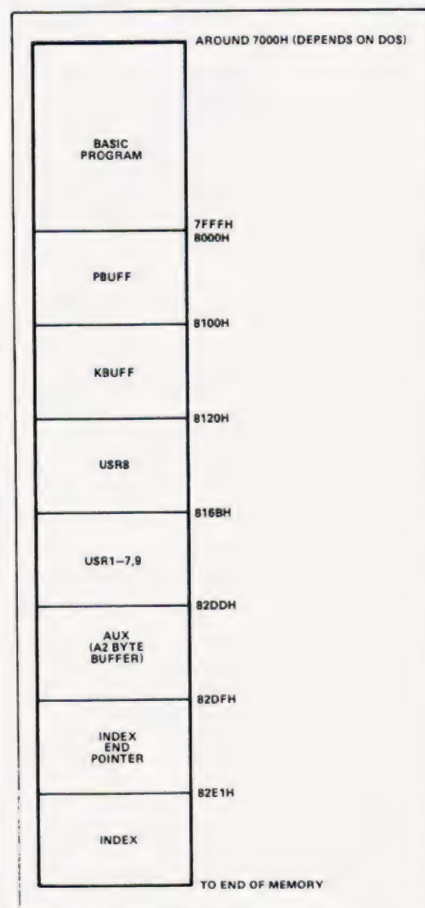 AROUND 7000H (DEPENDS ON DOS)
BASIC
PROGRAM
7FFFH
8000H
PBUFF
8100H
KBUFF
8120H
USR8
816BH
USR1–7,9
82DDH
AUX
(A2 BYTE
BUFFER)
82DFH
INDEX
END
POINTER
82E1H
INDEX
TO END OF MEMORY